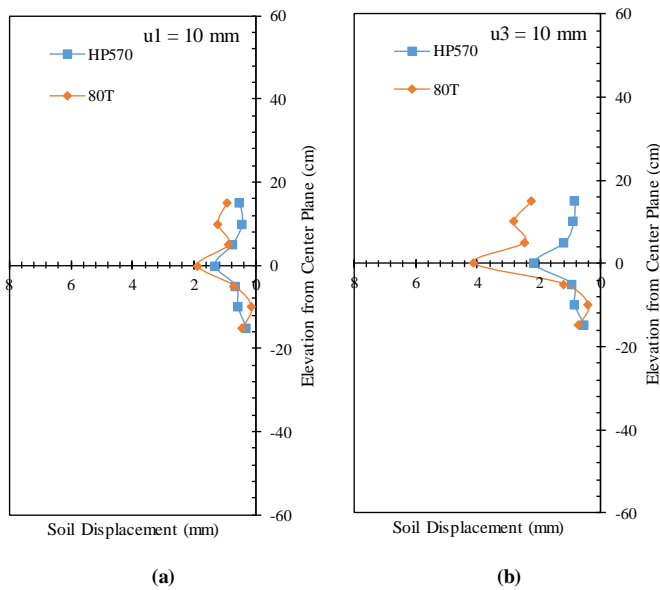 u1 = 10 mm
HP570
80T
60
40
20
0
-20
-40
-60
8
6
4
2
0
Elevation from Center Plane (cm)
Soil Displacement (mm)
(a)
u3 = 10 mm
HP570
80T
60
40
20
0
-20
-40
-60
8
6
4
2
0
Elevation from Center Plane (cm)
Soil Displacement (mm)
(b)